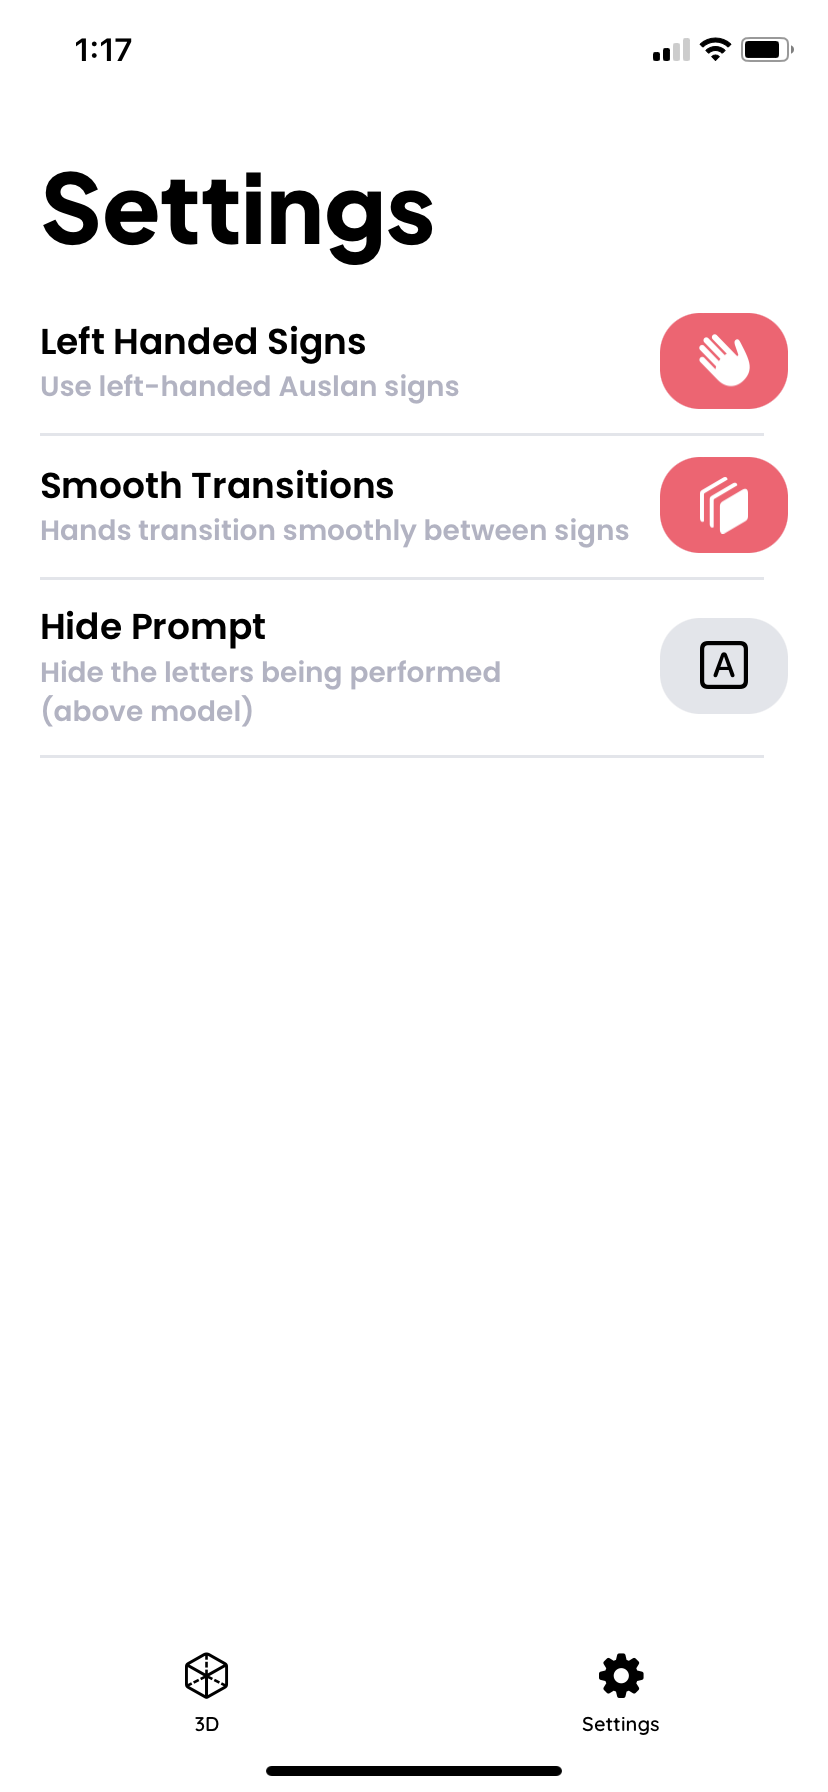 1:17
Settings
Left Handed Signs
Use left-handed Auslan signs
Smooth Transitions
Hands transition smoothly between signs
Hide Prompt
Hide the letters being performed
(above model)
A
3D
Settings